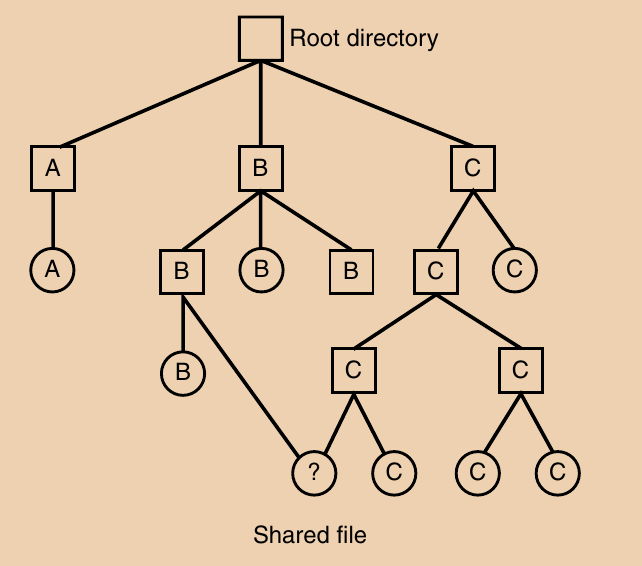 Root directory
A B C
A B B B C C
B C C
? C C C
Shared file